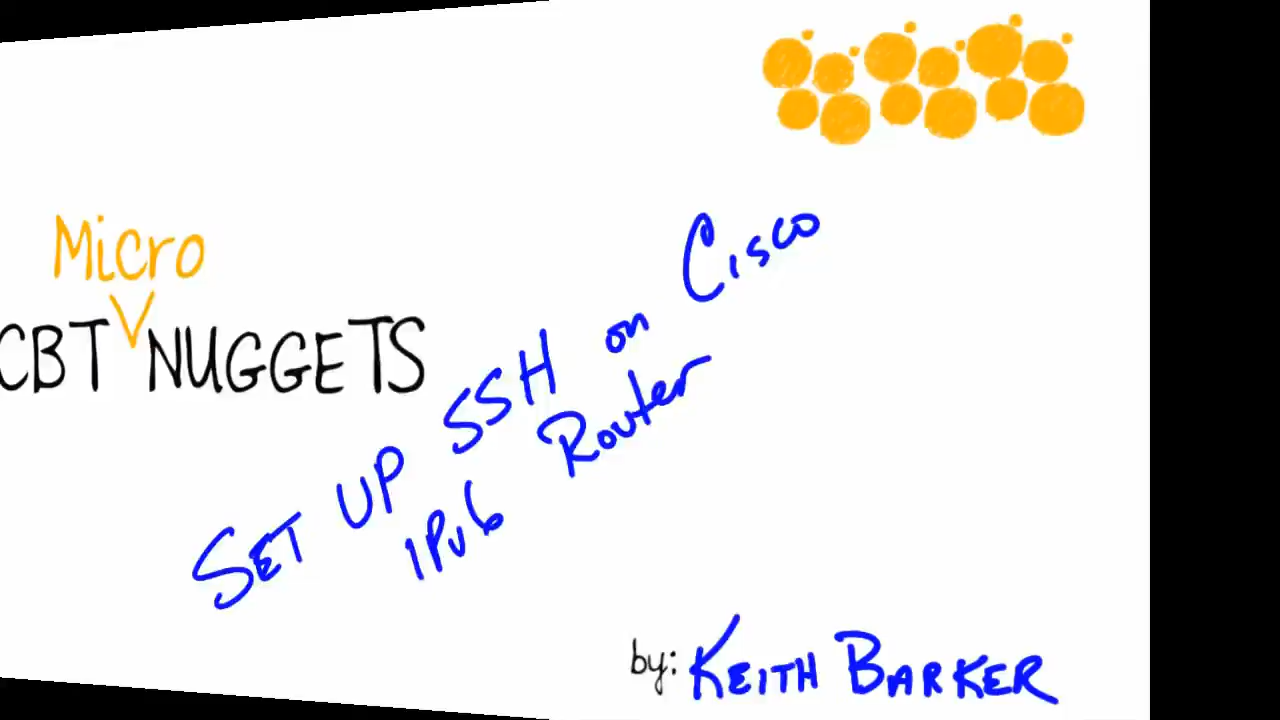 Micro
CBT NUGGETS
SET UP SSH on Cisco
IPv6 Router
by: KEITH BARKER